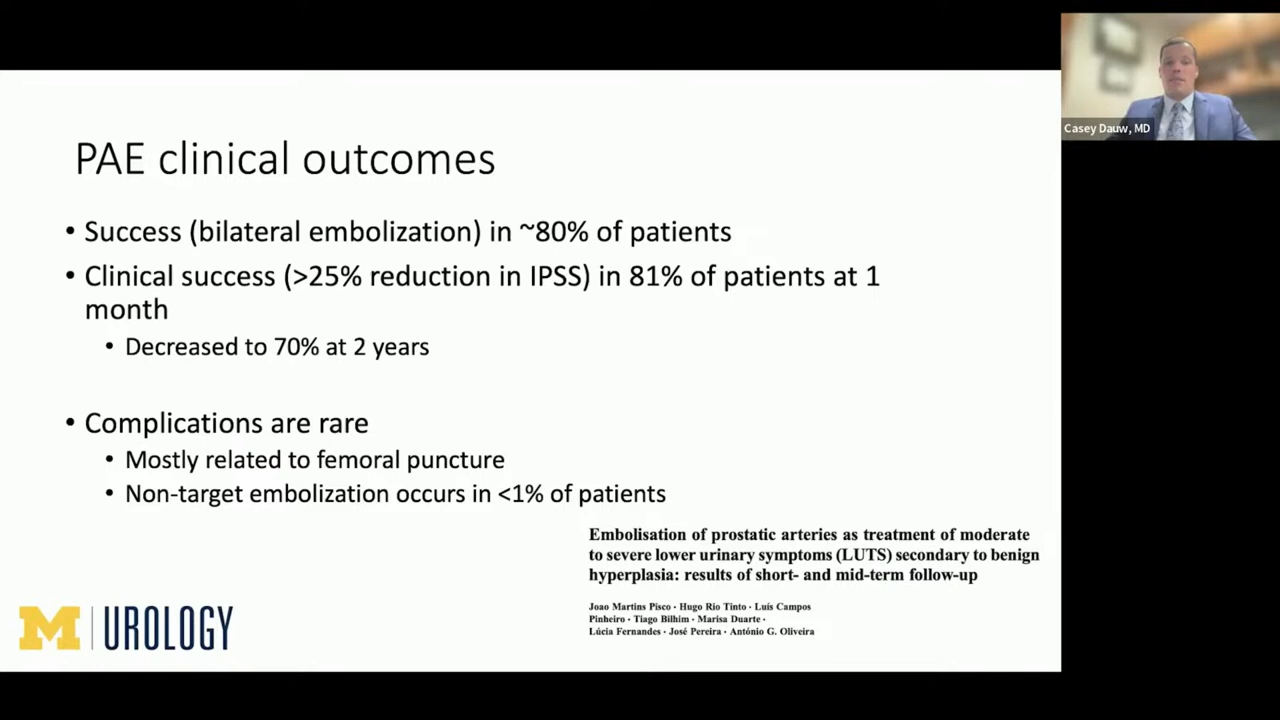 Casey Dauw, MD
PAE clinical outcomes
• Success (bilateral embolization) in ~80% of patients
• Clinical success (>25% reduction in IPSS) in 81% of patients at 1
month
• Decreased to 70% at 2 years
• Complications are rare
• Mostly related to femoral puncture
• Non-target embolization occurs in <1% of patients
Embolisation of prostatic arteries as treatment of moderate
to severe lower urinary symptoms (LUTS) secondary to benign
hyperplasia: results of short- and mid-term follow-up
Joao Martins Pisco · Hugo Rio Tinto · Luís Campos
Pinheiro · Tiago Bilhim · Marisa Duarte ·
Lúcia Fernandes · José Pereira · António G. Oliveira
M | UROLOGY